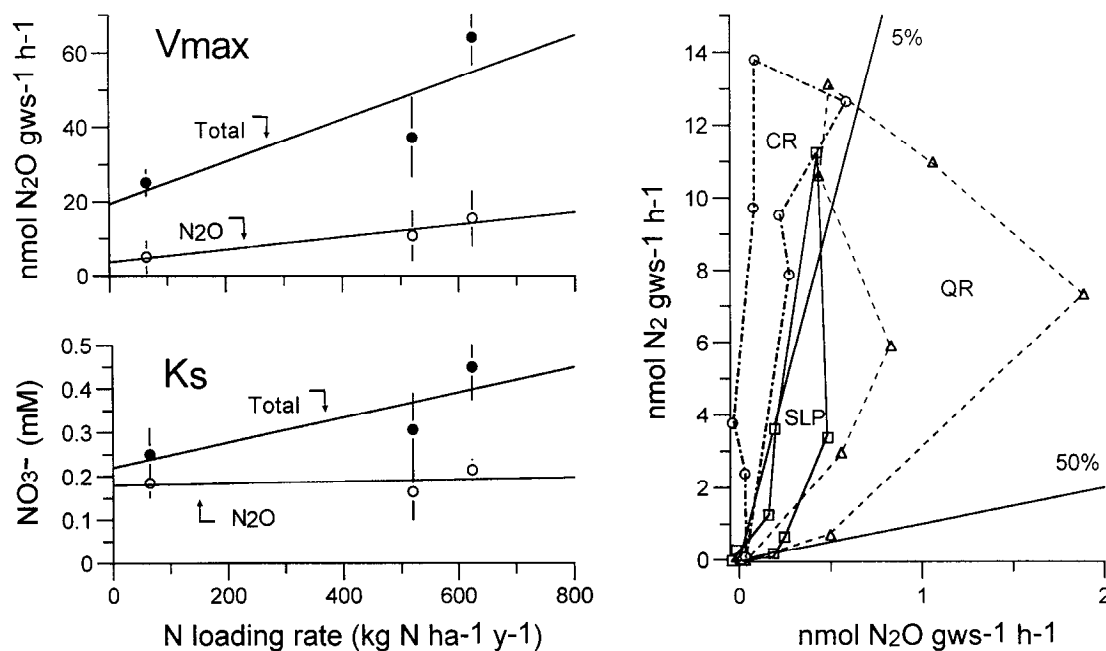 Vmax
60
40
20
0
nmol N2O gws-1 h-1
Total
N2O
Ks
0.5
0.4
0.3
0.2
0.1
0
NO3~ (mM)
Total
N2O
0 200 400 600 800
N loading rate (kg N ha-1 y-1)
14
12
10
8
6
4
2
0
nmol N2 gws-1 h-1
5%
CR
QR
SLP
50%
0 1 2
nmol N2O gws-1 h-1